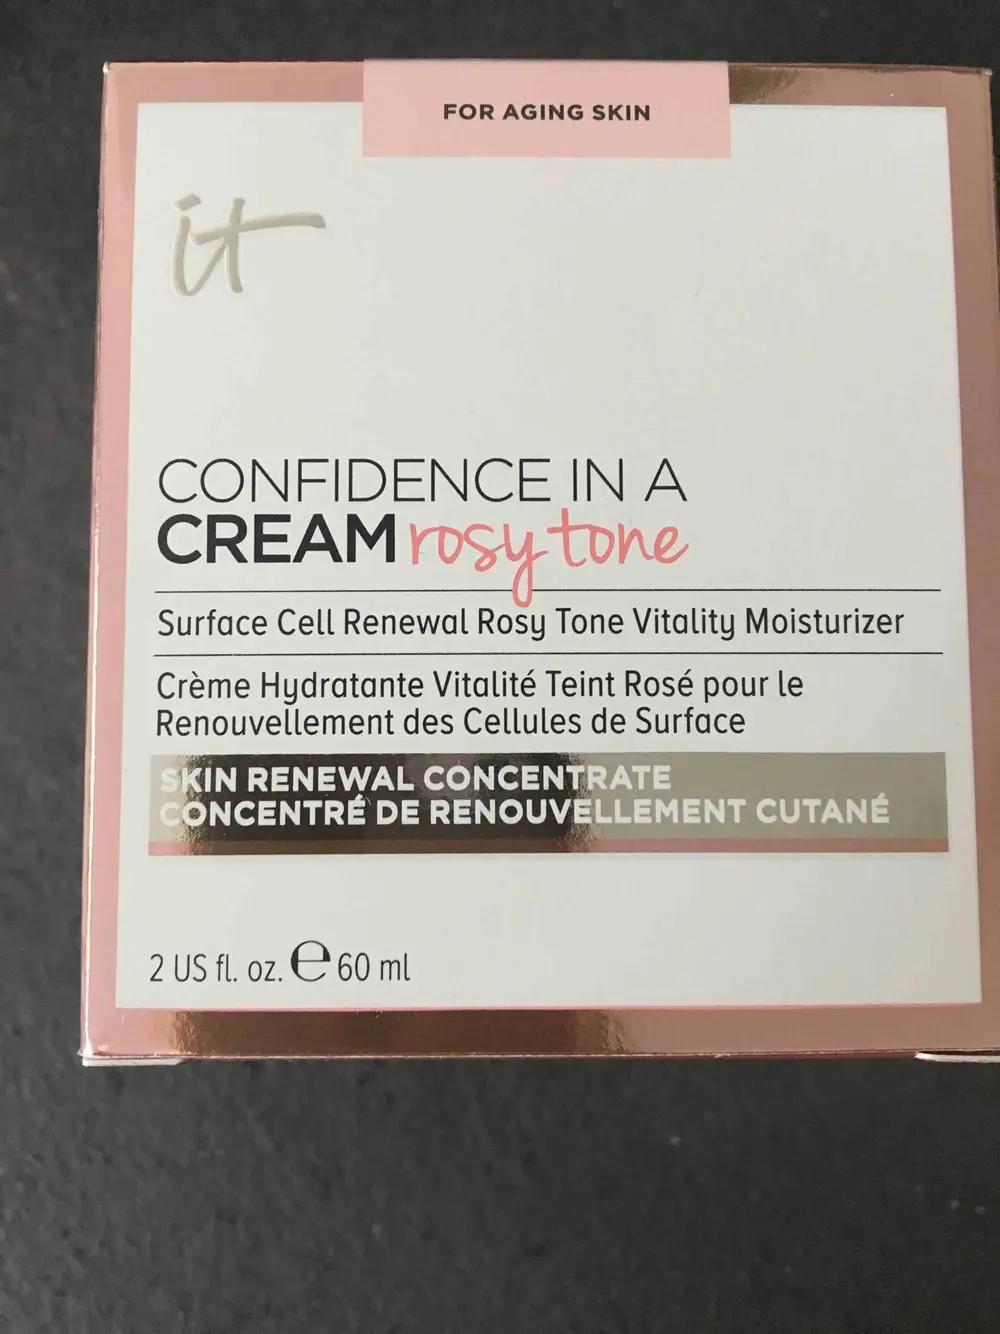 FOR AGING SKIN
it
CONFIDENCE IN A
CREAM rosy tone
Surface Cell Renewal Rosy Tone Vitality Moisturizer
Crème Hydratante Vitalité Teint Rosé pour le
Renouvellement des Cellules de Surface
SKIN RENEWAL CONCENTRATE
CONCENTRÉ DE RENOUVELLEMENT CUTANÉ
2 US fl. oz. ℮ 60 ml